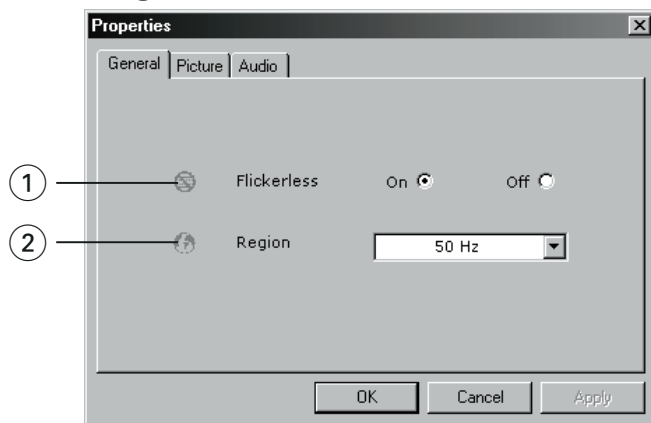 Properties
General Picture Audio
1 Flickerless On Off
2 Region 50 Hz
OK Cancel Apply